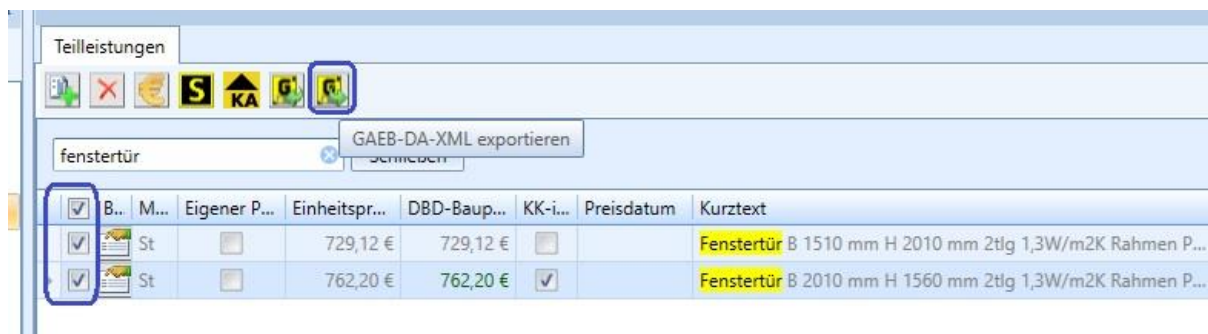 Teilleistungen
S KA G G
GAEB-DA-XML exportieren
fenstertür Schließen
B... M... Eigener P... Einheitspr... DBD-Baup... KK-i... Preisdatum Kurztext
St 729,12 € 729,12 € Fenstertür B 1510 mm H 2010 mm 2tlg 1,3W/m2K Rahmen P...
St 762,20 € 762,20 € Fenstertür B 2010 mm H 1560 mm 2tlg 1,3W/m2K Rahmen P...